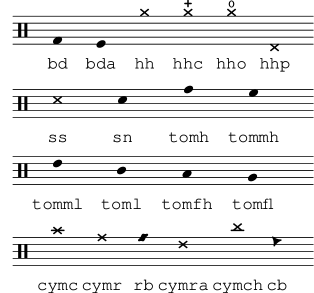 bd bda hh hhc hho hhp
ss sn tomh tommh
tomml toml tomfh tomfl
cymc cymr rb cymra cymch cb